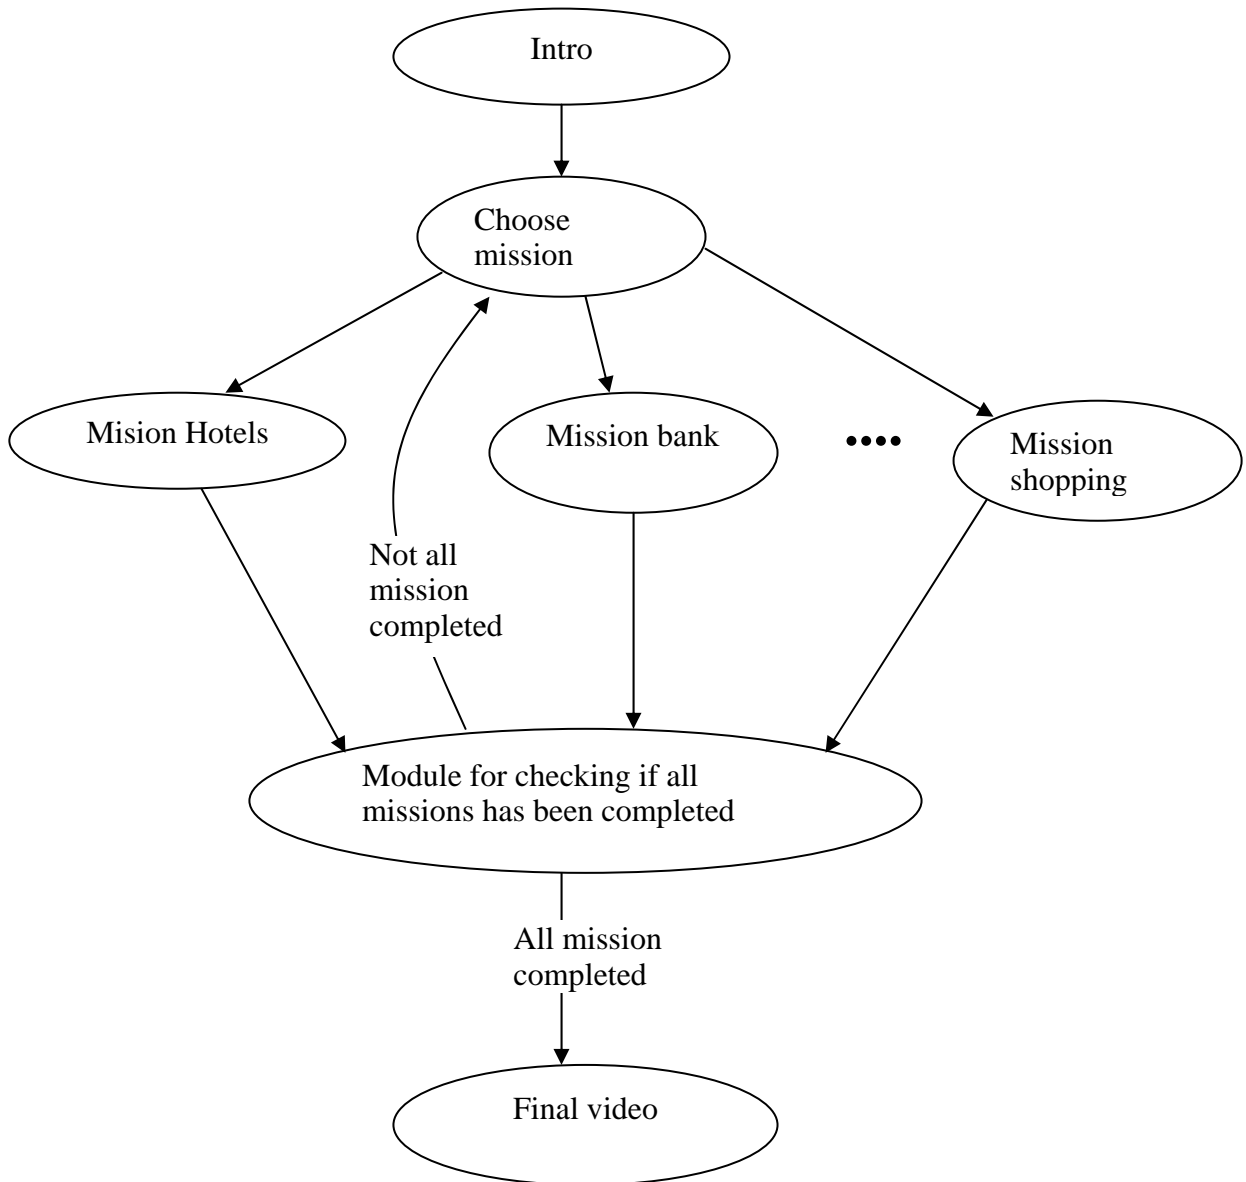 Intro
Choose
mission
Mision Hotels
Mission bank
••••
Mission
shopping
Not all
mission
completed
Module for checking if all
missions has been completed
All mission
completed
Final video